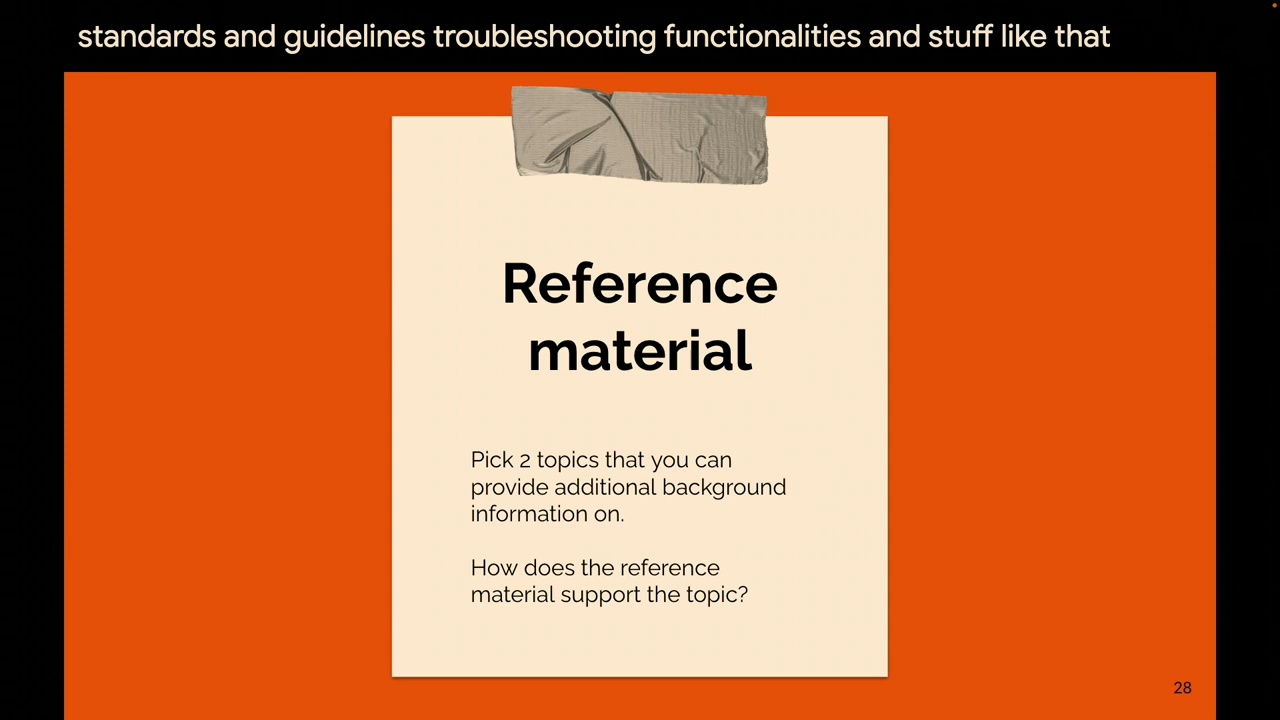 standards and guidelines troubleshooting functionalities and stuff like that
Reference
material
Pick 2 topics that you can
provide additional background
information on.
How does the reference
material support the topic?
28